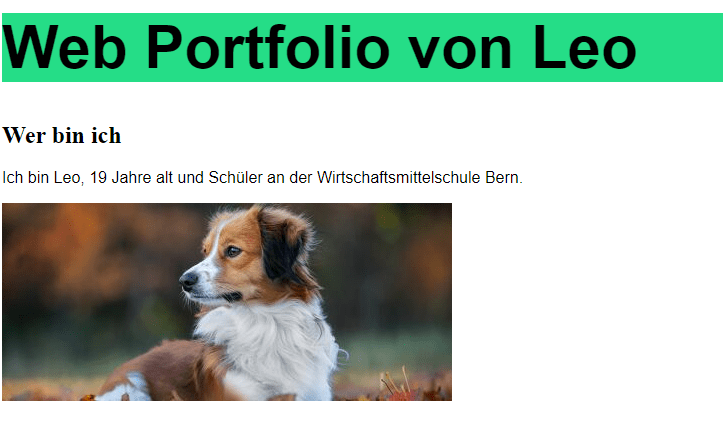 Web Portfolio von Leo
Wer bin ich
Ich bin Leo, 19 Jahre alt und Schüler an der Wirtschaftsmittelschule Bern.